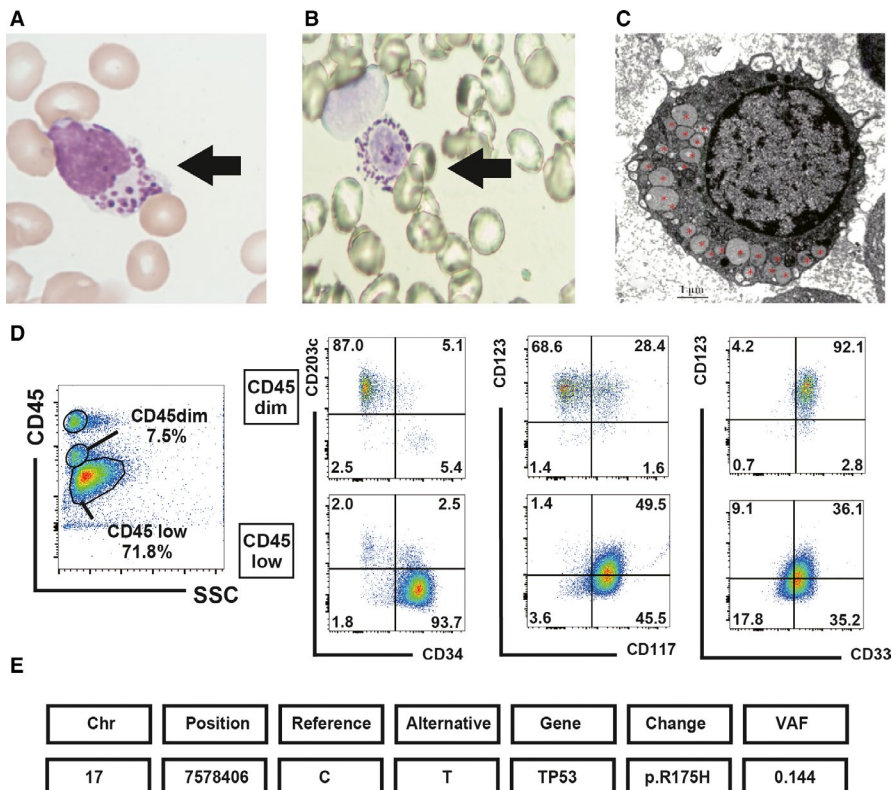 A
B
C
1 μm
D
CD45
CD45dim
7.5%
CD45 low
71.8%
SSC
CD45
dim
CD203c
87.0 5.1
2.5 5.4
CD123
68.6 28.4
1.4 1.6
CD123
4.2 92.1
0.7 2.8
CD45
low
2.0 2.5
1.8 93.7
CD34
1.4 49.5
3.6 45.5
CD117
9.1 36.1
17.8 35.2
CD33
E
Chr Position Reference Alternative Gene Change VAF
17 7578406 C T TP53 p.R175H 0.144